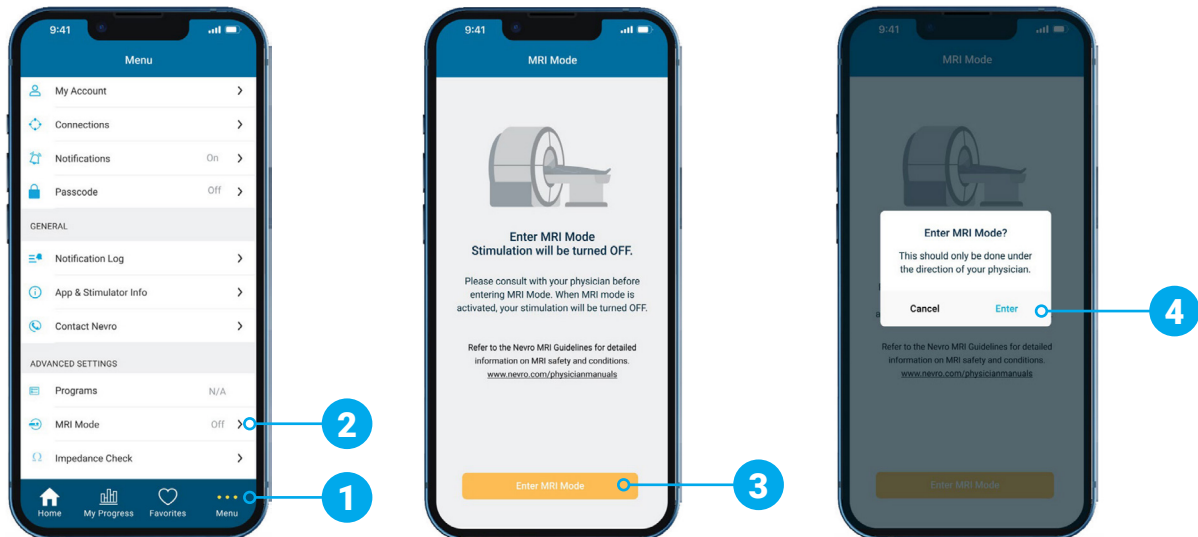 9:41
Menu
My Account
Connections
Notifications On
Passcode Off
GENERAL
Notification Log
App & Stimulator Info
Contact Nevro
ADVANCED SETTINGS
Programs N/A
MRI Mode Off
Impedance Check
Home My Progress Favorites Menu
2
1
9:41
MRI Mode
Enter MRI Mode
Stimulation will be turned OFF.
Please consult with your physician before
entering MRI Mode. When MRI mode is
activated, your stimulation will be turned OFF.
Refer to the Nevro MRI Guidelines for detailed
information on MRI safety and conditions.
www.nevro.com/physicianmanuals
Enter MRI Mode
3
9:41
MRI Mode
Enter MRI Mode?
This should only be done under
the direction of your physician.
Cancel Enter
4
Refer to the Nevro MRI Guidelines for detailed
information on MRI safety and conditions.
www.nevro.com/physicianmanuals
Enter MRI Mode